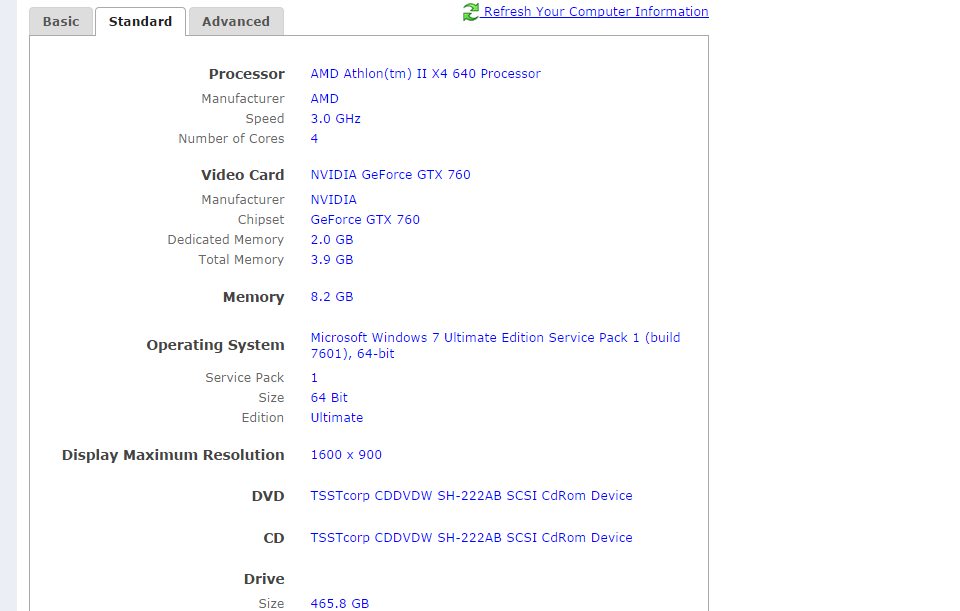 Basic Standard Advanced Refresh Your Computer Information
Processor AMD Athlon(tm) II X4 640 Processor
Manufacturer AMD
Speed 3.0 GHz
Number of Cores 4
Video Card NVIDIA GeForce GTX 760
Manufacturer NVIDIA
Chipset GeForce GTX 760
Dedicated Memory 2.0 GB
Total Memory 3.9 GB
Memory 8.2 GB
Operating System Microsoft Windows 7 Ultimate Edition Service Pack 1 (build
7601), 64-bit
Service Pack 1
Size 64 Bit
Edition Ultimate
Display Maximum Resolution 1600 x 900
DVD TSSTcorp CDDVDW SH-222AB SCSI CdRom Device
CD TSSTcorp CDDVDW SH-222AB SCSI CdRom Device
Drive
Size 465.8 GB